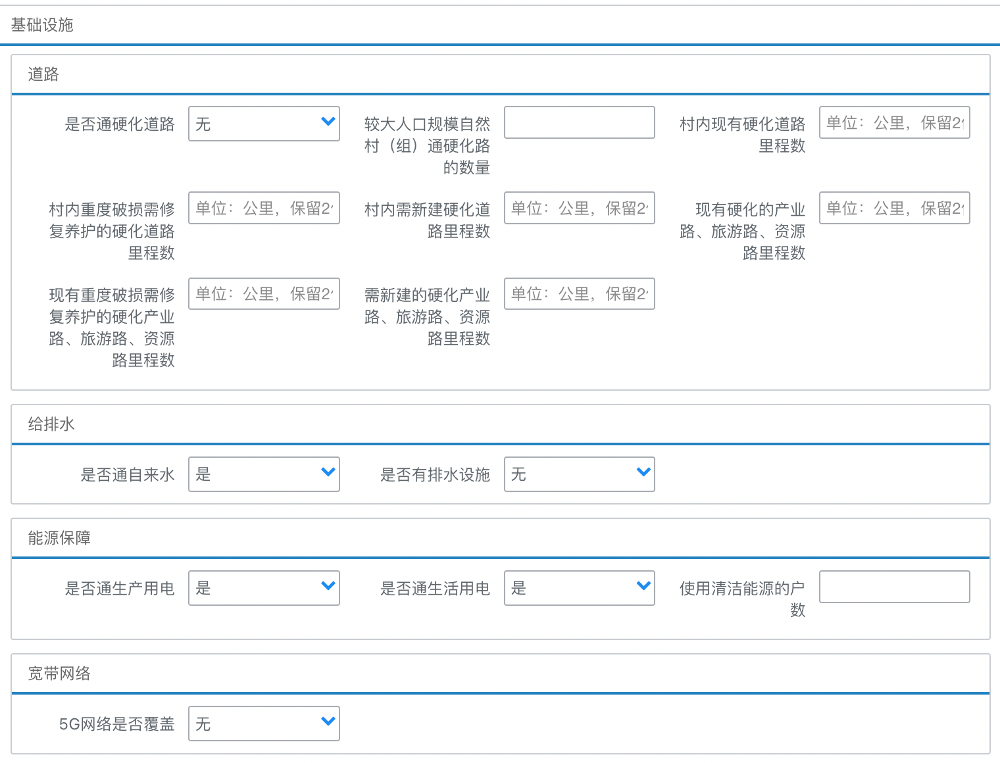 基础设施
道路
是否通硬化道路
无
较大人口规模自然
村（组）通硬化路
的数量
村内现有硬化道路
里程数
单位：公里，保留2
村内重度破损需修
复养护的硬化道路
里程数
单位：公里，保留2
村内需新建硬化道
路里程数
单位：公里，保留2
现有硬化的产业
路、旅游路、资源
路里程数
单位：公里，保留2
现有重度破损需修
复养护的硬化产业
路、旅游路、资源
路里程数
单位：公里，保留2
需新建的硬化产业
路、旅游路、资源
路里程数
单位：公里，保留2
给排水
是否通自来水
是
是否有排水设施
无
能源保障
是否通生产用电
是
是否通生活用电
是
使用清洁能源的户
数
宽带网络
5G网络是否覆盖
无